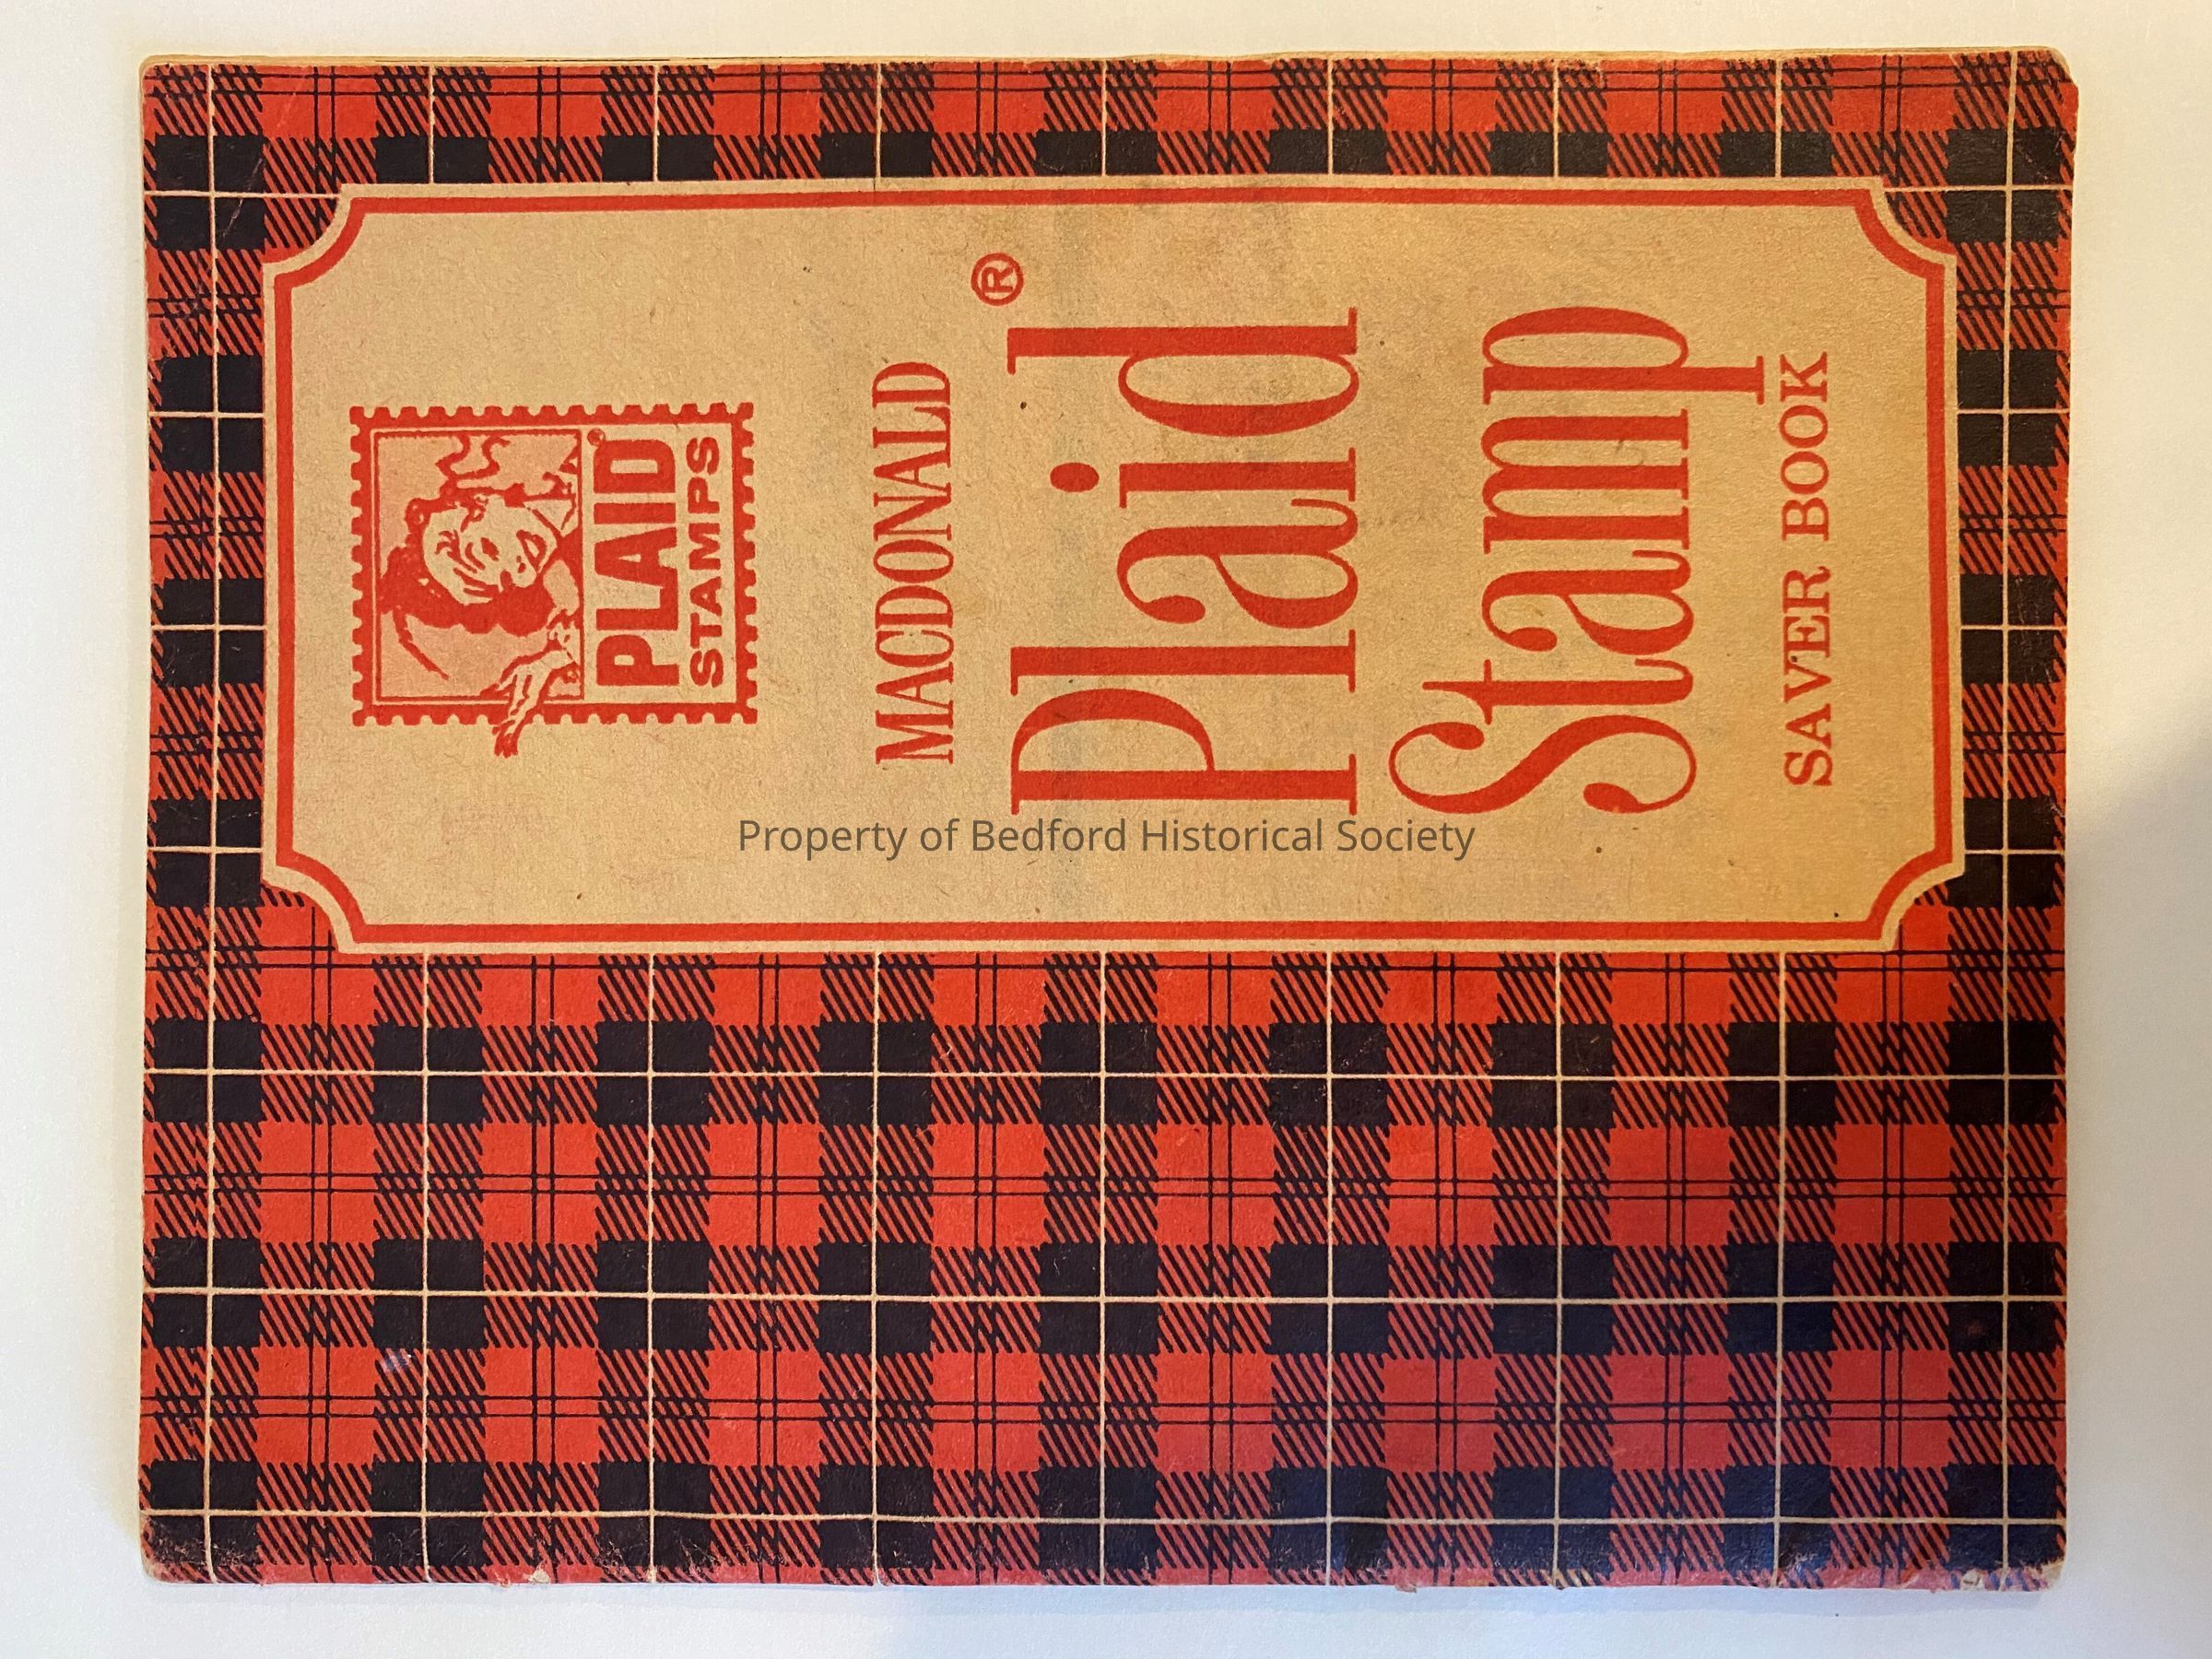 PLAID®
STAMPS
MACDONALD
Plaid®
Stamp
SAVER BOOK
Property of Bedford Historical Society